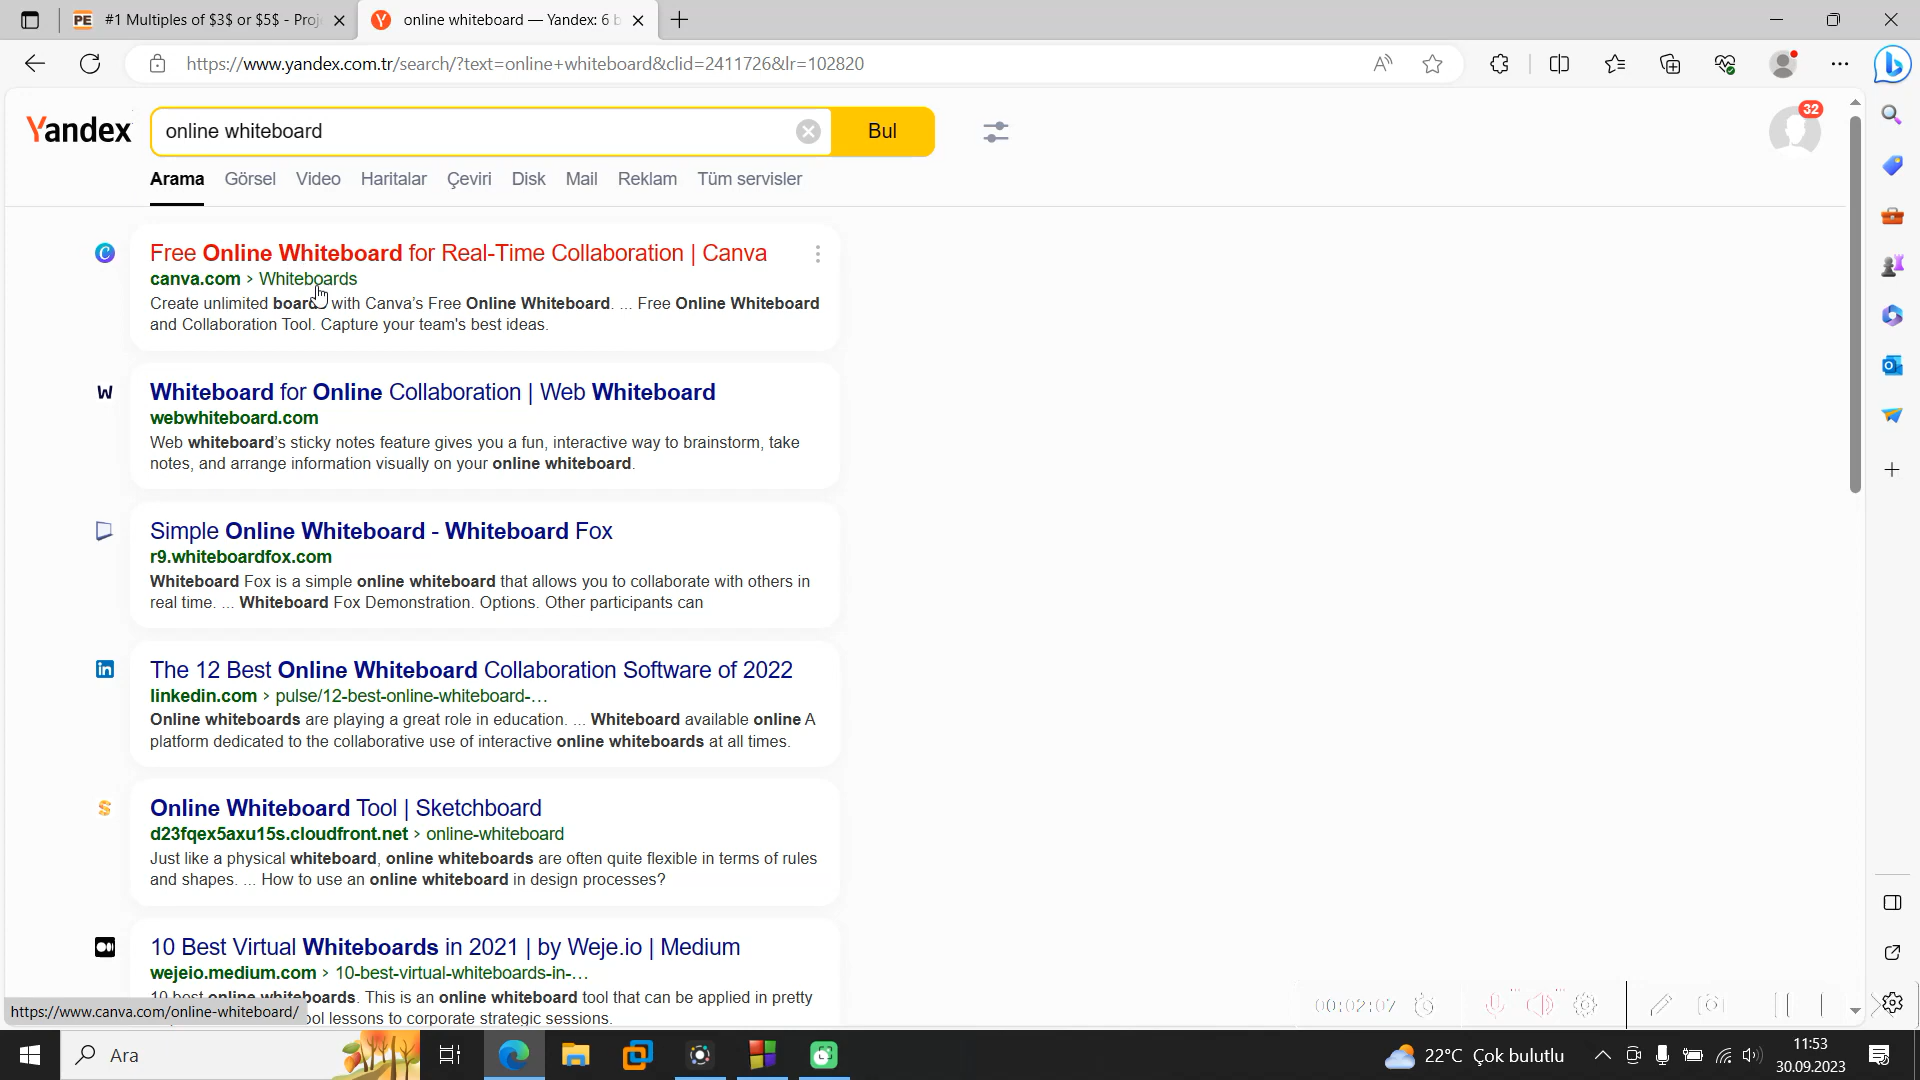 #1 Multiples of $3$ or $5$ - Proj
online whiteboard — Yandex: 6 b
https://www.yandex.com.tr/search/?text=online+whiteboard&clid=2411726&lr=102820
Yandex
online whiteboard
Bul
32
Arama Görsel Video Haritalar Çeviri Disk Mail Reklam Tüm servisler
Free Online Whiteboard for Real-Time Collaboration | Canva
canva.com › Whiteboards
Create unlimited boards with Canva's Free Online Whiteboard. ... Free Online Whiteboard
and Collaboration Tool. Capture your team's best ideas.
Whiteboard for Online Collaboration | Web Whiteboard
webwhiteboard.com
Web whiteboard's sticky notes feature gives you a fun, interactive way to brainstorm, take
notes, and arrange information visually on your online whiteboard.
Simple Online Whiteboard - Whiteboard Fox
r9.whiteboardfox.com
Whiteboard Fox is a simple online whiteboard that allows you to collaborate with others in
real time. ... Whiteboard Fox Demonstration. Options. Other participants can
The 12 Best Online Whiteboard Collaboration Software of 2022
linkedin.com › pulse/12-best-online-whiteboard-...
Online whiteboards are playing a great role in education. ... Whiteboard available online A
platform dedicated to the collaborative use of interactive online whiteboards at all times.
Online Whiteboard Tool | Sketchboard
d23fqex5axu15s.cloudfront.net › online-whiteboard
Just like a physical whiteboard, online whiteboards are often quite flexible in terms of rules
and shapes. ... How to use an online whiteboard in design processes?
10 Best Virtual Whiteboards in 2021 | by Weje.io | Medium
wejeio.medium.com › 10-best-virtual-whiteboards-in-...
10 best online whiteboards. This is an online whiteboard tool that can be applied in pretty
ool lessons to corporate strategic sessions.
https://www.canva.com/online-whiteboard/
00:02:07
Ara
22°C Çok bulutlu
11:53
30.09.2023